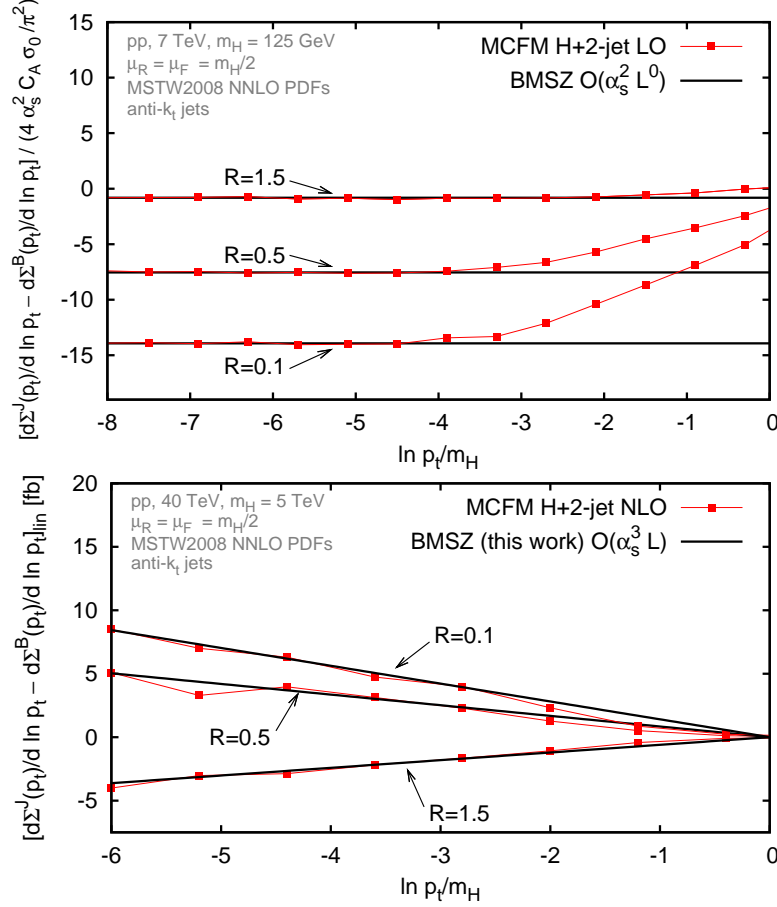 [dΣ^J(p_t)/d ln p_t − dΣ^B(p_t)/d ln p_t] / (4 α_s^2 C_A σ_0/π^2)
15
10
5
0
-5
-10
-15
pp, 7 TeV, m_H = 125 GeV
μ_R = μ_F = m_H/2
MSTW2008 NNLO PDFs
anti-k_t jets
MCFM H+2-jet LO
BMSZ O(α_s^2 L^0)
R=1.5
R=0.5
R=0.1
-8 -7 -6 -5 -4 -3 -2 -1 0
ln p_t/m_H
[dΣ^J(p_t)/d ln p_t − dΣ^B(p_t)/d ln p_t]_lin [fb]
20
15
10
5
0
-5
pp, 40 TeV, m_H = 5 TeV
μ_R = μ_F = m_H/2
MSTW2008 NNLO PDFs
anti-k_t jets
MCFM H+2-jet NLO
BMSZ (this work) O(α_s^3 L)
R=0.1
R=0.5
R=1.5
-6 -5 -4 -3 -2 -1 0
ln p_t/m_H